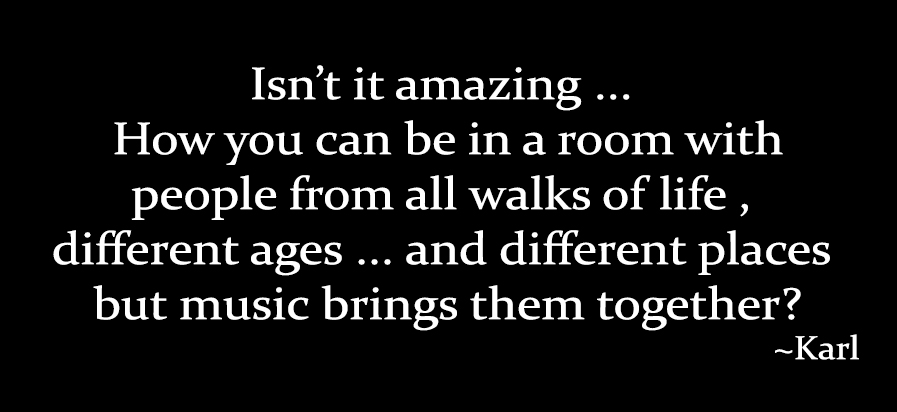 Isn’t it amazing ...
How you can be in a room with
people from all walks of life ,
different ages ... and different places
but music brings them together?
~Karl